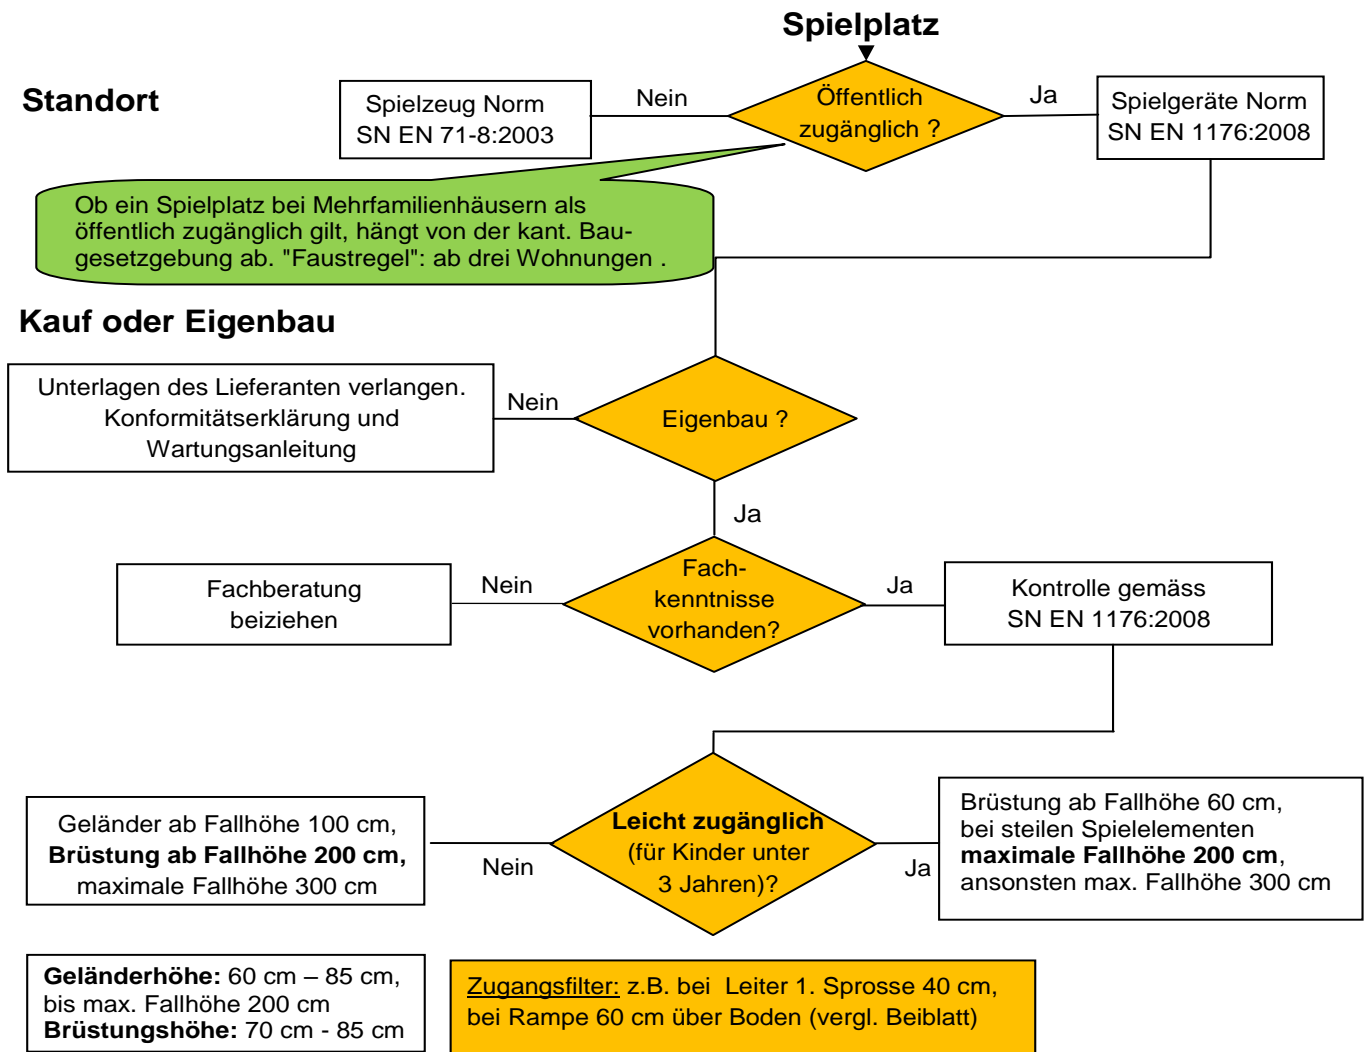 Spielplatz
Standort
Spielzeug Norm
SN EN 71-8:2003
Nein
Öffentlich
zugänglich ?
Ja
Spielgeräte Norm
SN EN 1176:2008
Ob ein Spielplatz bei Mehrfamilienhäusern als
öffentlich zugänglich gilt, hängt von der kant. Bau-
gesetzgebung ab. "Faustregel": ab drei Wohnungen .
Kauf oder Eigenbau
Unterlagen des Lieferanten verlangen.
Konformitätserklärung und
Wartungsanleitung
Nein
Eigenbau ?
Ja
Fachberatung
beiziehen
Nein
Fach-
kenntnisse
vorhanden?
Ja
Kontrolle gemäss
SN EN 1176:2008
Geländer ab Fallhöhe 100 cm,
Brüstung ab Fallhöhe 200 cm,
maximale Fallhöhe 300 cm
Nein
Leicht zugänglich
(für Kinder unter
3 Jahren)?
Ja
Brüstung ab Fallhöhe 60 cm,
bei steilen Spielelementen
maximale Fallhöhe 200 cm,
ansonsten max. Fallhöhe 300 cm
Geländerhöhe: 60 cm – 85 cm,
bis max. Fallhöhe 200 cm
Brüstungshöhe: 70 cm - 85 cm
Zugangsfilter: z.B. bei Leiter 1. Sprosse 40 cm,
bei Rampe 60 cm über Boden (vergl. Beiblatt)